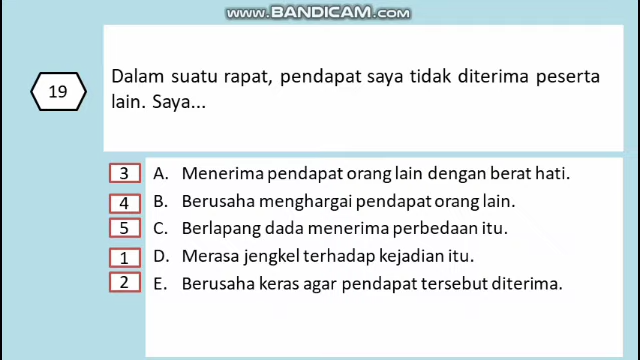 www.BANDICAM.com
19
Dalam suatu rapat, pendapat saya tidak diterima peserta
lain. Saya...
3 A. Menerima pendapat orang lain dengan berat hati.
4 B. Berusaha menghargai pendapat orang lain.
5 C. Berlapang dada menerima perbedaan itu.
1 D. Merasa jengkel terhadap kejadian itu.
2 E. Berusaha keras agar pendapat tersebut diterima.